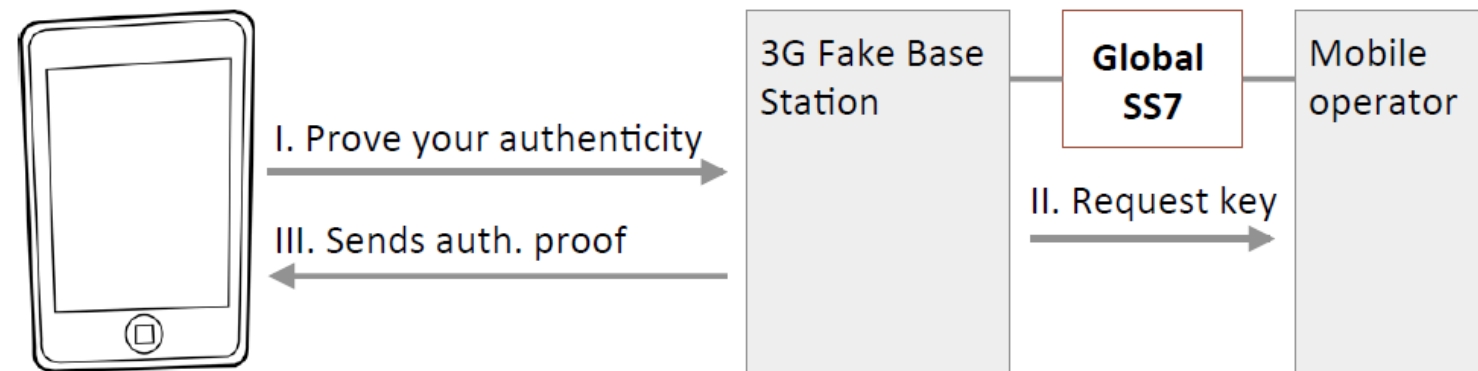 3G Fake Base
Station
Global
SS7
Mobile
operator
I. Prove your authenticity
II. Request key
III. Sends auth. proof